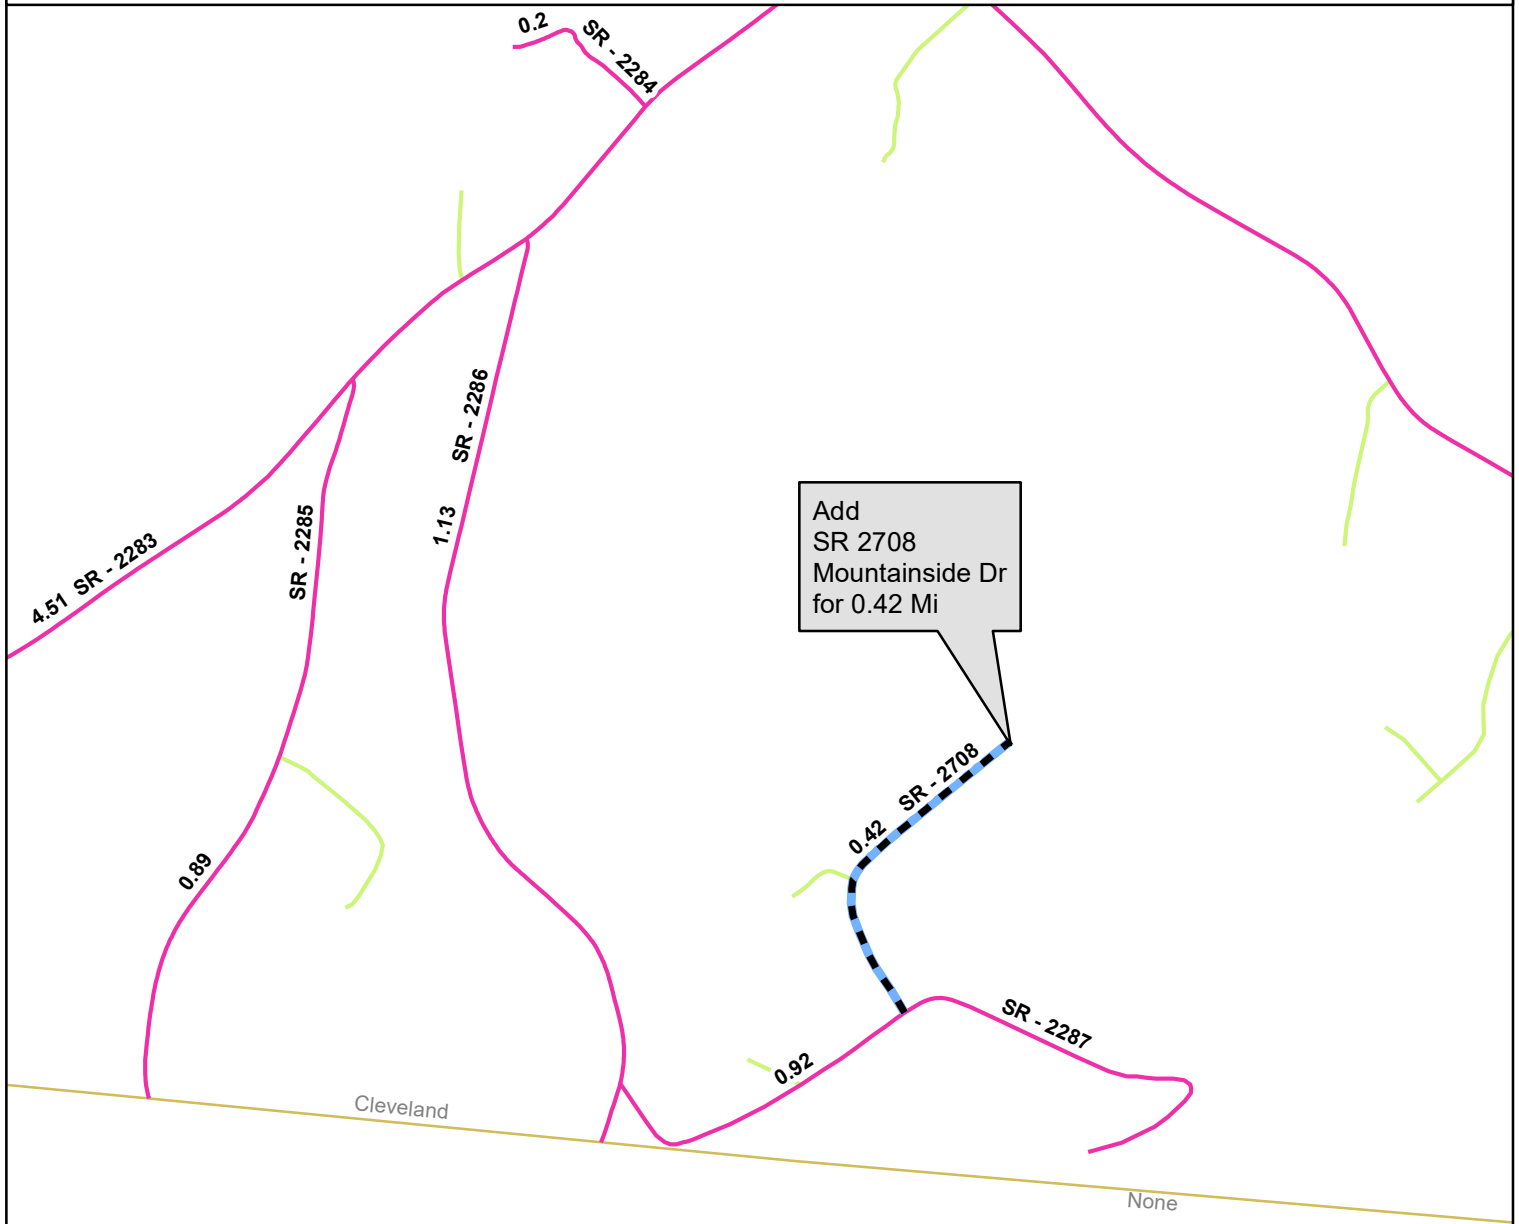 0.2
SR - 2284
SR - 2286
1.13
SR - 2285
4.51 SR - 2283
Add
SR 2708
Mountainside Dr
for 0.42 Mi
SR - 2708
0.42
0.89
SR - 2287
0.92
Cleveland
None